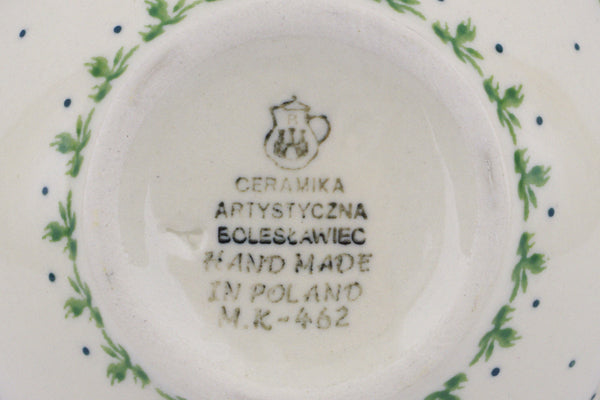 B
CERAMIKA
ARTYSTYCZNA
BOLESŁAWIEC
HAND MADE
IN POLAND
M.K-462